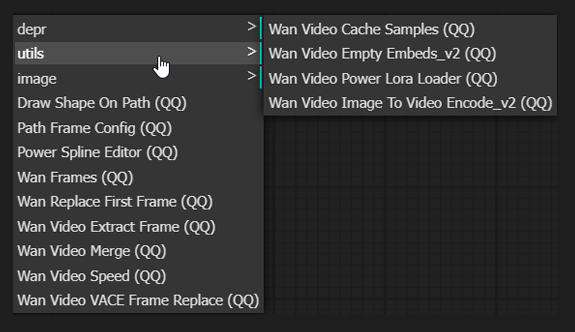 depr >
utils >
image >
Draw Shape On Path (QQ)
Path Frame Config (QQ)
Power Spline Editor (QQ)
Wan Frames (QQ)
Wan Replace First Frame (QQ)
Wan Video Extract Frame (QQ)
Wan Video Merge (QQ)
Wan Video Speed (QQ)
Wan Video VACE Frame Replace (QQ)
Wan Video Cache Samples (QQ)
Wan Video Empty Embeds_v2 (QQ)
Wan Video Power Lora Loader (QQ)
Wan Video Image To Video Encode_v2 (QQ)